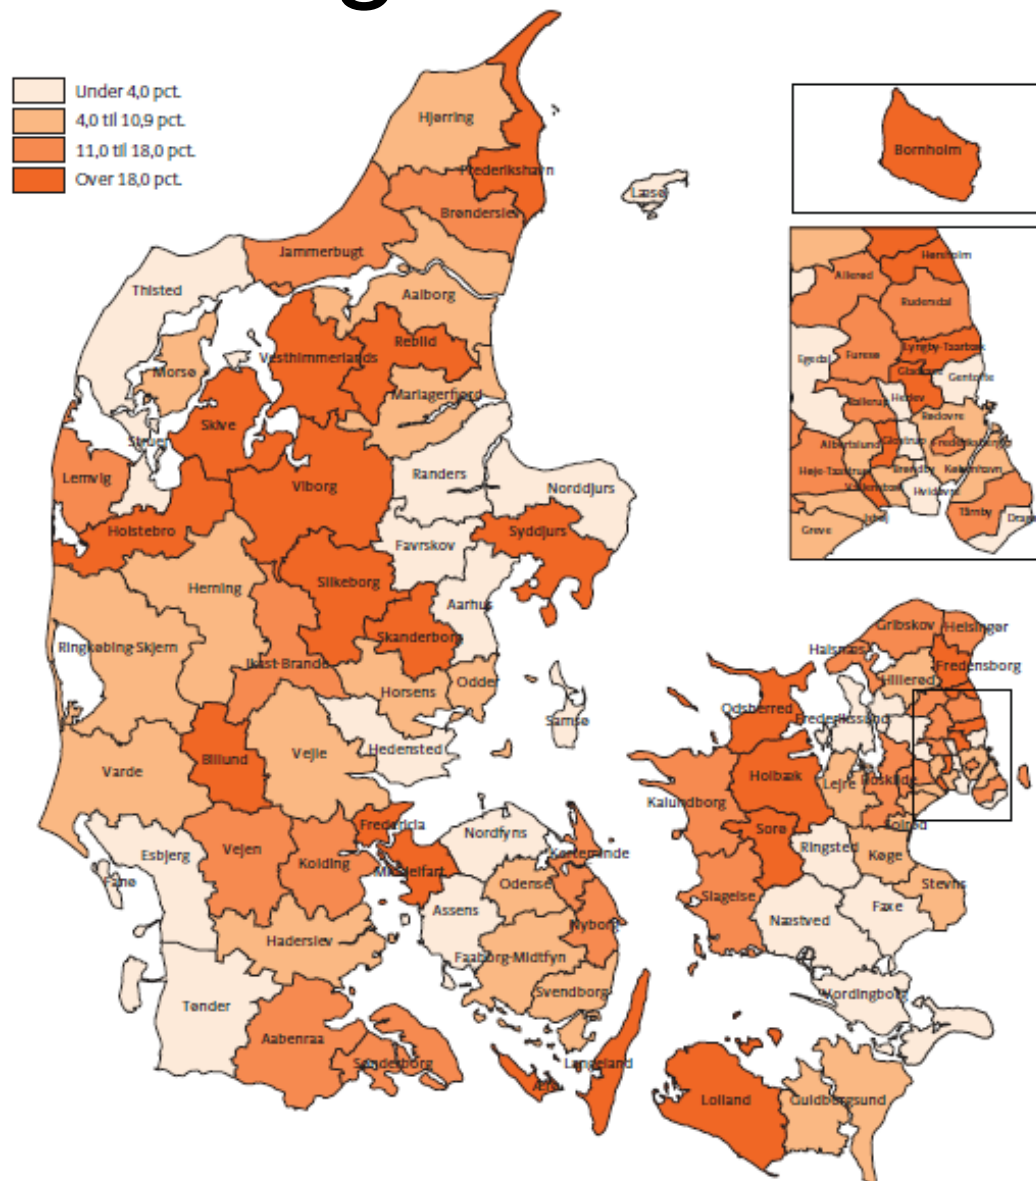 Under 4,0 pct.
4,0 til 10,9 pct.
11,0 til 18,0 pct.
Over 18,0 pct.
Hjørring
Frederikshavn
Læsø
Brønderslev
Jammerbugt
Thisted
Aalborg
Vesthimmerlands
Rebild
Morsø
Mariagerfjord
Skive
Struer
Lemvig
Viborg
Randers
Norddjurs
Holstebro
Syddjurs
Favrskov
Silkeborg
Herning
Aarhus
Skanderborg
Ringkøbing-Skjern
Ikast-Brande
Horsens
Odder
Samsø
Hedensted
Vejle
Billund
Varde
Fredericia
Nordfyns
Esbjerg
Vejen
Kolding
Middelfart
Kerteminde
Fanø
Odense
Assens
Nyborg
Haderslev
Faaborg-Midtfyn
Svendborg
Tønder
Aabenraa
Sønderborg
Langeland
Ærø
Bornholm
Hørsholm
Allerød
Rudersdal
Lyngby-Taarbæk
Egedal
Furesø
Gladsaxe
Gentofte
Herlev
Ballerup
Rødovre
Albertslund
Glostrup
Frederiksberg
Høje-Taastrup
Brøndby
København
Vallensbæk
Hvidovre
Ishøj
Tårnby
Greve
Gribskov
Helsingør
Halsnæs
Fredensborg
Hillerød
Odsherred
Frederikssund
Holbæk
Lejre
Roskilde
Kalundborg
Solrød
Sorø
Ringsted
Køge
Stevns
Slagelse
Faxe
Næstved
Vordingborg
Lolland
Guldborgsund